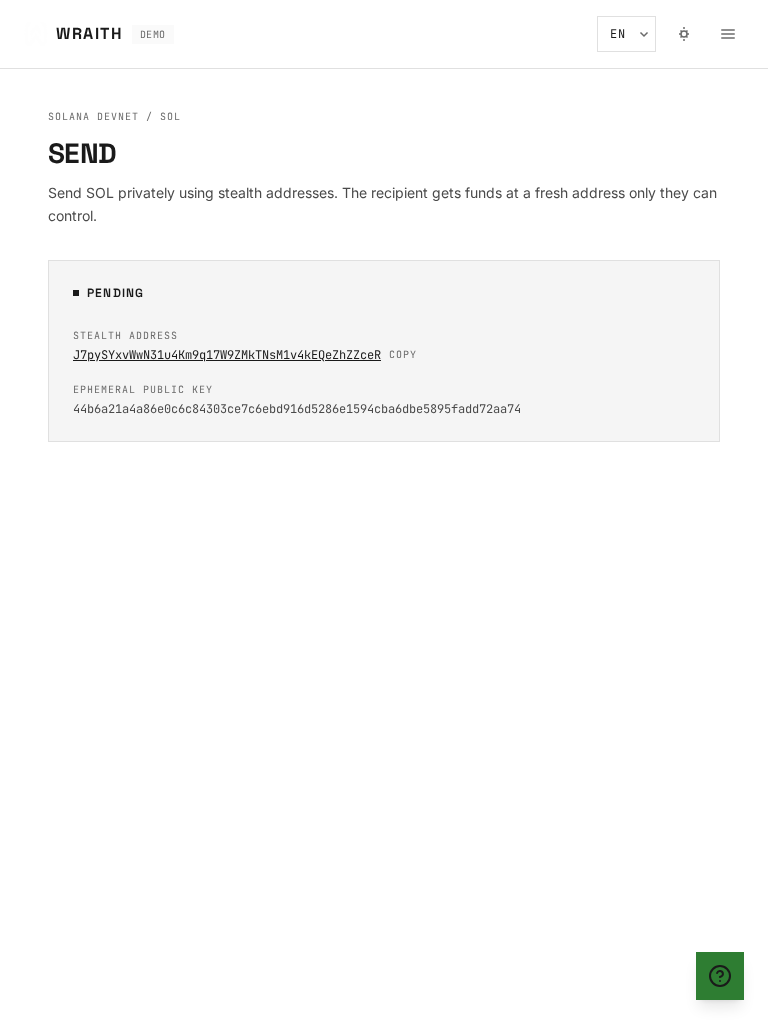 WRAITH DEMO EN
SOLANA DEVNET / SOL
SEND
Send SOL privately using stealth addresses. The recipient gets funds at a fresh address only they can
control.
PENDING
STEALTH ADDRESS
J7pySYxvWwN31u4Km9q17W9ZMkTNsM1v4kEQeZhZZceR COPY
EPHEMERAL PUBLIC KEY
44b6a21a4a86e0c6c84303ce7c6ebd916d5286e1594cba6dbe5895fadd72aa74